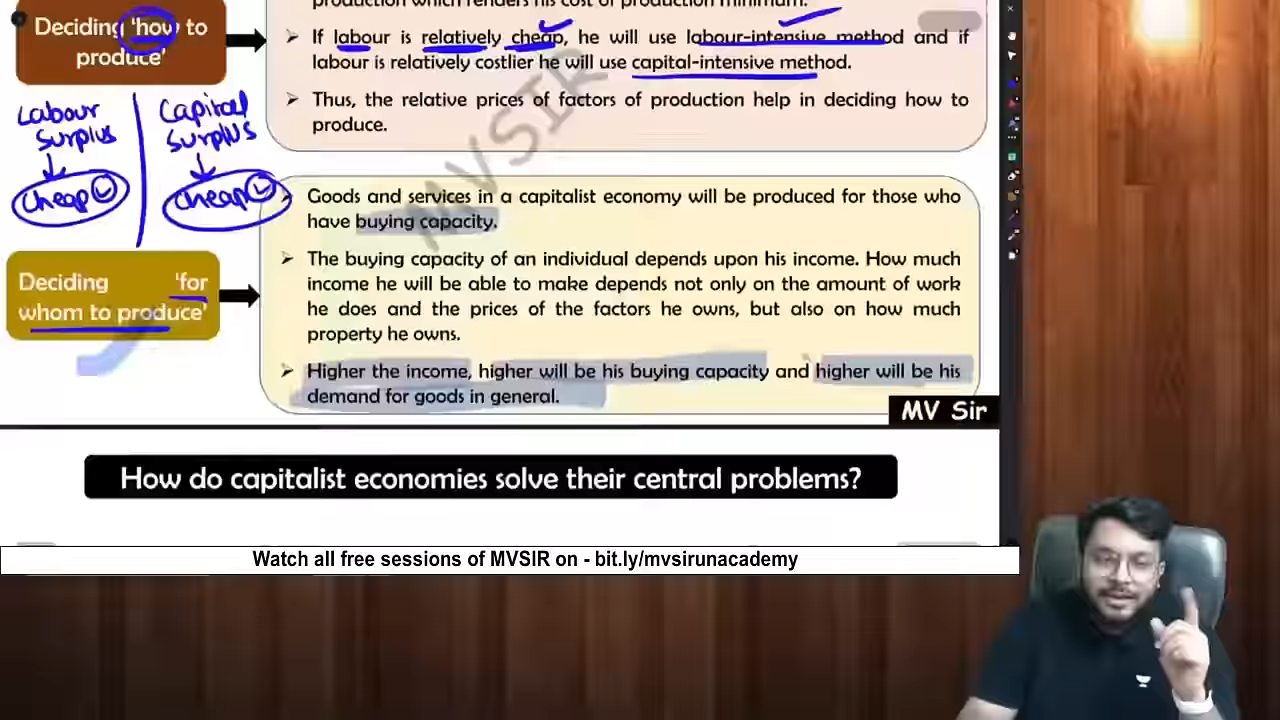 production which renders his cost of production minimum.
Deciding 'how to
produce'
➤ If labour is relatively cheap, he will use labour-intensive method and if
labour is relatively costlier he will use capital-intensive method.
➤ Thus, the relative prices of factors of production help in deciding how to
produce.
Labour
Surplus
Cheap
Capital
Surplus
Cheap
MVSIR
➤ Goods and services in a capitalist economy will be produced for those who
have buying capacity.
Deciding 'for
whom to produce'
➤ The buying capacity of an individual depends upon his income. How much
income he will be able to make depends not only on the amount of work
he does and the prices of the factors he owns, but also on how much
property he owns.
➤ Higher the income, higher will be his buying capacity and higher will be his
demand for goods in general.
MV Sir
How do capitalist economies solve their central problems?
Watch all free sessions of MVSIR on - bit.ly/mvsirunacademy